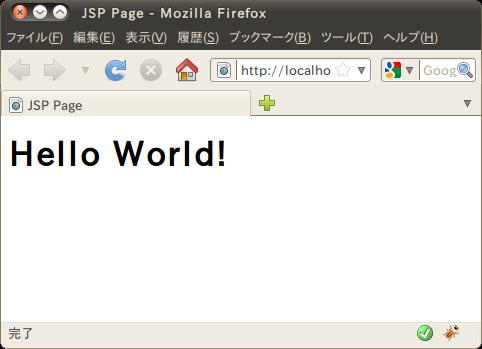 JSP Page - Mozilla Firefox
ファイル(F) 編集(E) 表示(V) 履歴(S) ブックマーク(B) ツール(T) ヘルプ(H)
http://localho Goog
JSP Page
Hello World!
完了